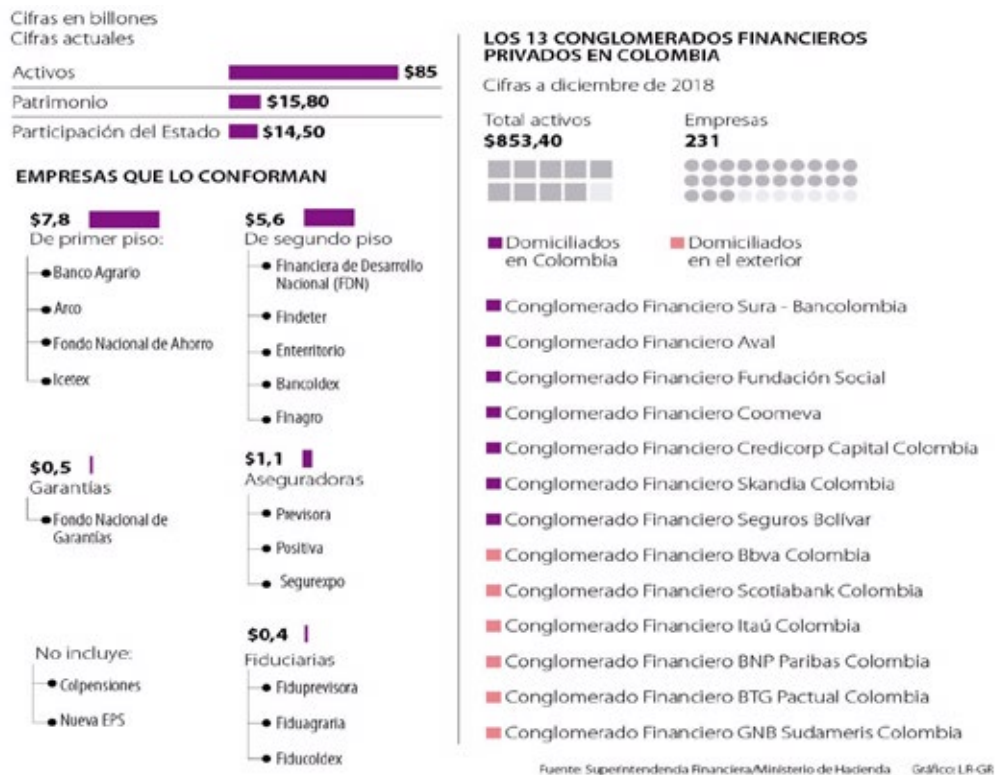 Cifras en billones
Cifras actuales
Activos $85
Patrimonio $15,80
Participación del Estado $14,50
EMPRESAS QUE LO CONFORMAN
$7,8
De primer piso:
Banco Agrario
Arco
Fondo Nacional de Ahorro
Icetex
$5,6
De segundo piso
Financiera de Desarrollo
Nacional (FDN)
Findeter
Enterritorio
Bancoldex
Finagro
$0,5
Garantías
Fondo Nacional de
Garantías
$1,1
Aseguradoras
Previsora
Positiva
Segurexpo
No incluye:
Colpensiones
Nueva EPS
$0,4
Fiduciarias
Fiduprevisora
Fiduagraria
Fiducoldex
LOS 13 CONGLOMERADOS FINANCIEROS
PRIVADOS EN COLOMBIA
Cifras a diciembre de 2018
Total activos
$853,40
Empresas
231
Domiciliados
en Colombia
Domiciliados
en el exterior
Conglomerado Financiero Sura - Bancolombia
Conglomerado Financiero Aval
Conglomerado Financiero Fundación Social
Conglomerado Financiero Coomeva
Conglomerado Financiero Credicorp Capital Colombia
Conglomerado Financiero Skandia Colombia
Conglomerado Financiero Seguros Bolívar
Conglomerado Financiero Bbva Colombia
Conglomerado Financiero Scotiabank Colombia
Conglomerado Financiero Itaú Colombia
Conglomerado Financiero BNP Paribas Colombia
Conglomerado Financiero BTG Pactual Colombia
Conglomerado Financiero GNB Sudameris Colombia
Fuente: Superintendencia Financiera/Ministerio de Hacienda Gráfico: LR-GR